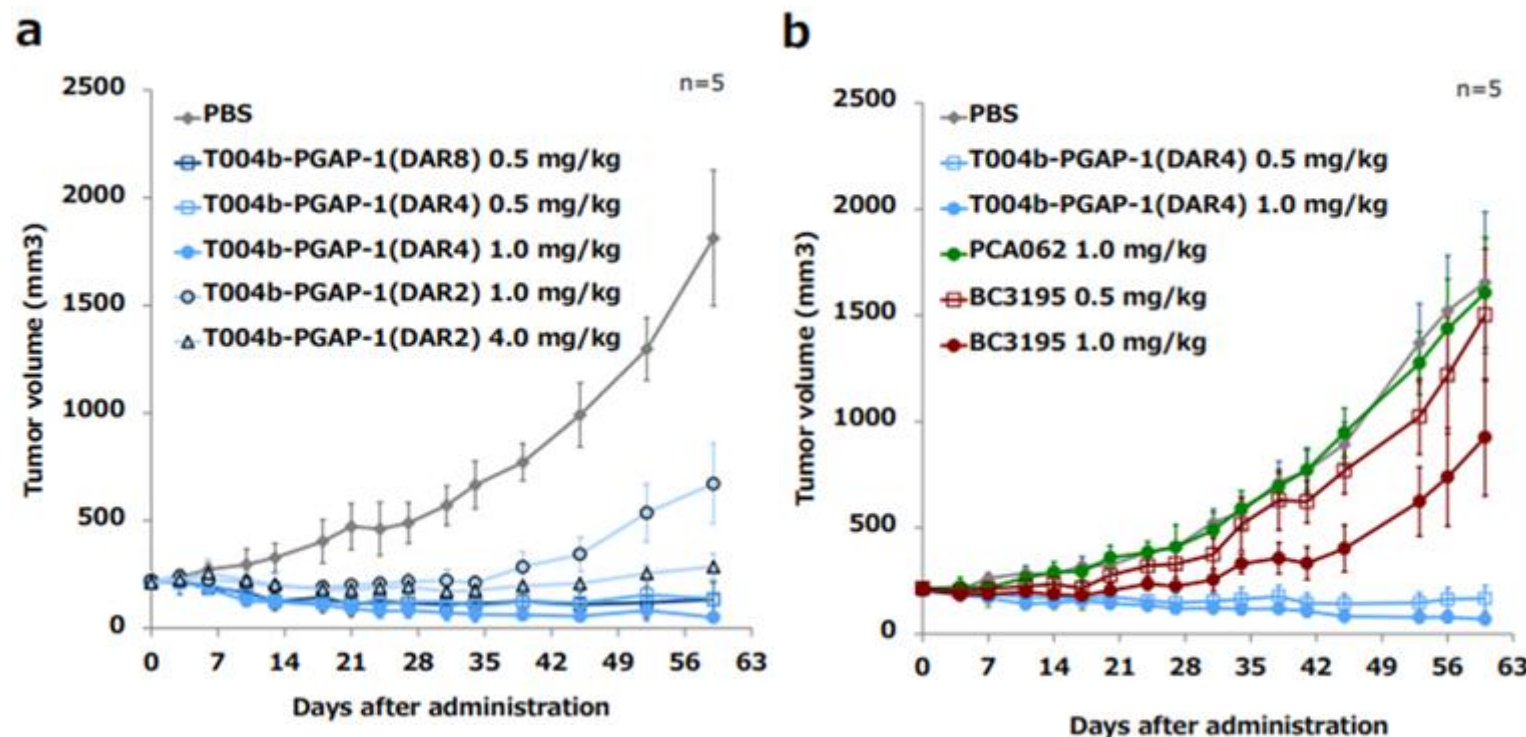 a
n=5
2500
2000
1500
1000
500
0
Tumor volume (mm3)
PBS
T004b-PGAP-1(DAR8) 0.5 mg/kg
T004b-PGAP-1(DAR4) 0.5 mg/kg
T004b-PGAP-1(DAR4) 1.0 mg/kg
T004b-PGAP-1(DAR2) 1.0 mg/kg
T004b-PGAP-1(DAR2) 4.0 mg/kg
0 7 14 21 28 35 42 49 56 63
Days after administration
b
n=5
2500
2000
1500
1000
500
0
Tumor volume (mm3)
PBS
T004b-PGAP-1(DAR4) 0.5 mg/kg
T004b-PGAP-1(DAR4) 1.0 mg/kg
PCA062 1.0 mg/kg
BC3195 0.5 mg/kg
BC3195 1.0 mg/kg
0 7 14 21 28 35 42 49 56 63
Days after administration